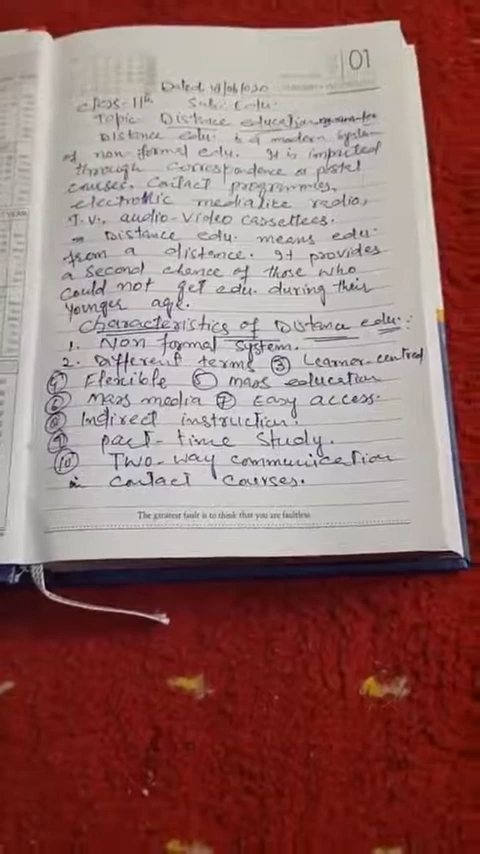 01
Dated. 18/06/020
class-11th Sub: Edu.
Topic- Distance education
Distance edu. is a modern system
of non-formal edu. It is imparted
through correspondence or postel
courses, contact programmes,
electronic media like radio,
T.V., audio-video cassettees.
Distance edu. means edu.
from a distance. It provides
a second chance of those who
could not get edu. during their
younger age.
Characteristics of Distance edu.:
1. Non formal system.
2. Different terms ③ Learner-centred
④ Flexcible ⑤ mass education
⑥ Mass media ⑦ Easy access.
⑧ Indirect instruction.
⑨ part-time study.
⑩ Two-way communication
in contact courses.
The greatest fault is to think that you are faultless.